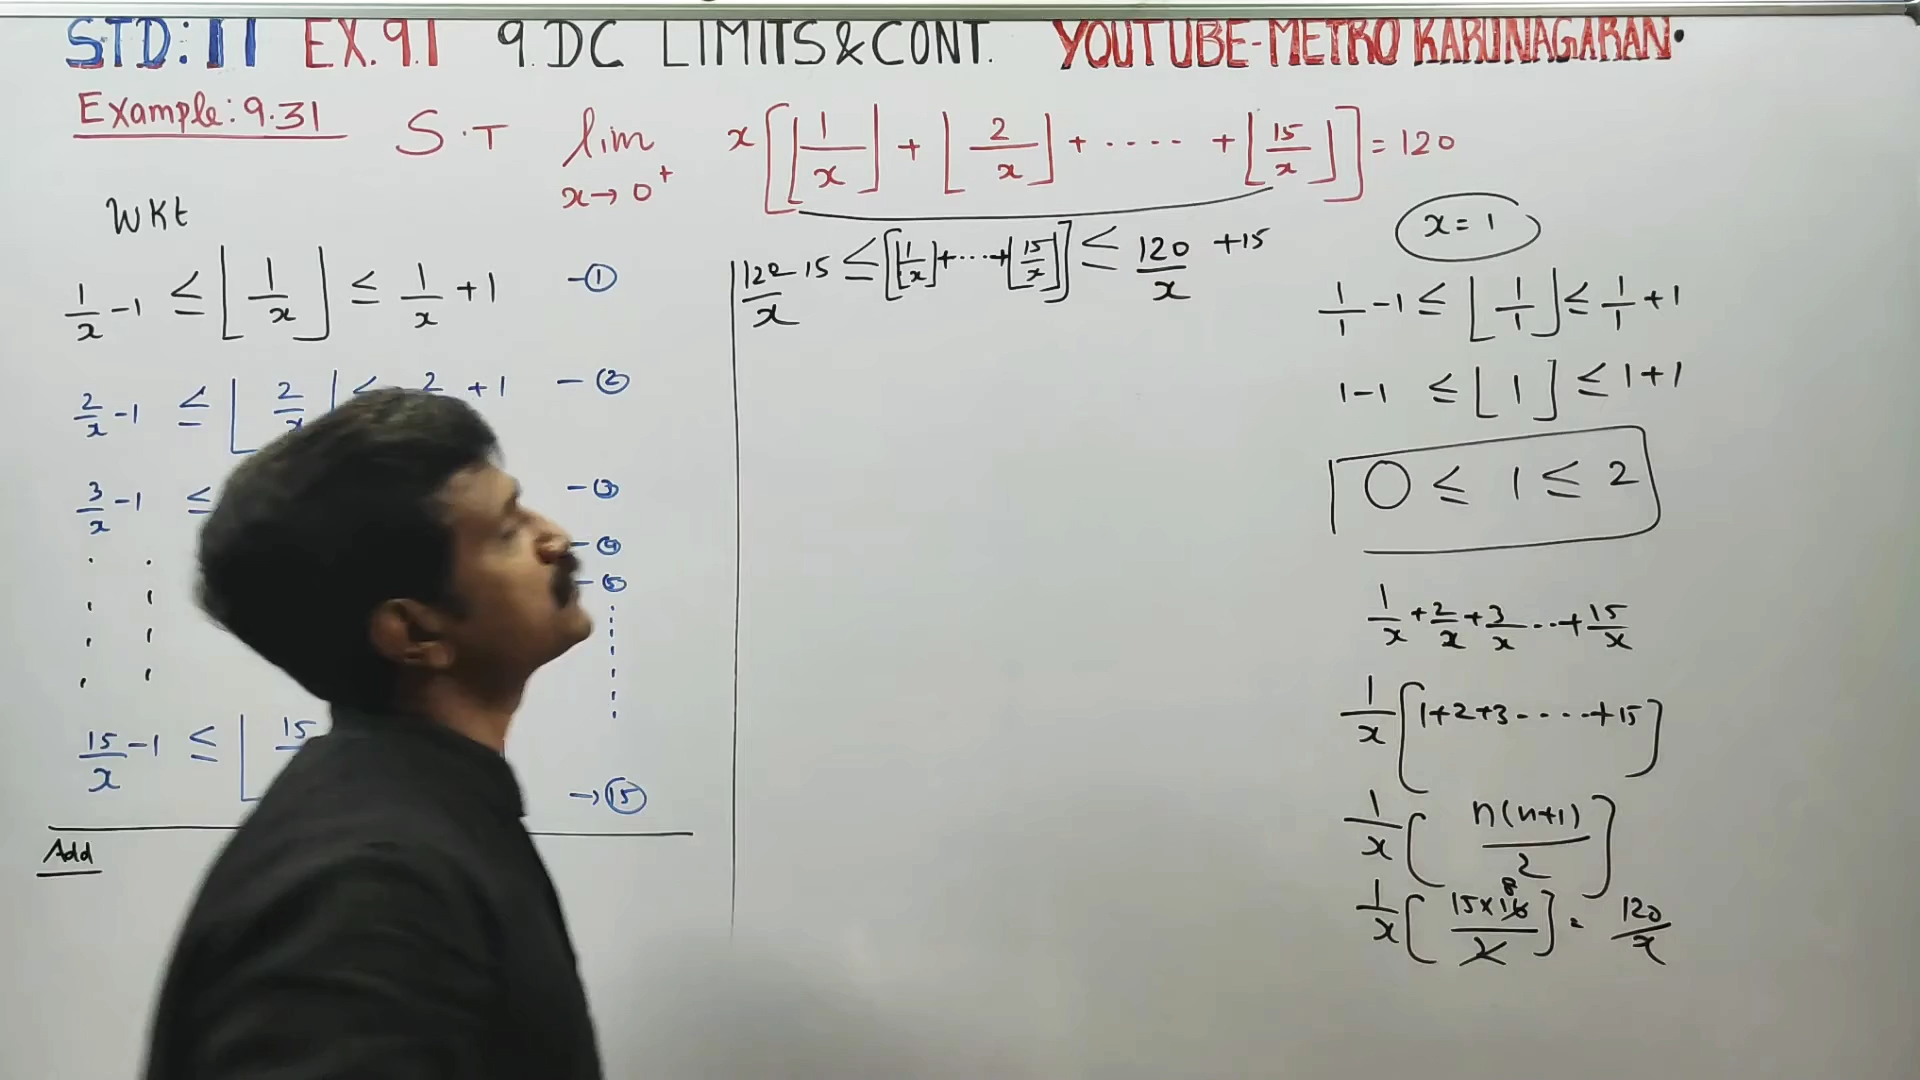 STD:11 EX.9.1 9.DC LIMITS&CONT. YOUTUBE-METRO KARUNAGARAN.
Example: 9.31 S.T lim x→0⁺ x[⌊1/x⌋ + ⌊2/x⌋ + ..... + ⌊15/x⌋] = 120
WKt
1/x -1 ≤ ⌊1/x⌋ ≤ 1/x +1 -①
2/x -1 ≤ ⌊2/x⌋ ≤ 2 +1 -②
3/x -1 ≤ -③
-④
-⑤
15/x -1 ≤ ⌊15 →⑮
Add
120/x -15 ≤ [⌊1/x⌋+...+⌊15/x⌋] ≤ 120/x +15
x = 1
1/1 -1 ≤ ⌊1/1⌋ ≤ 1/1 +1
1-1 ≤ ⌊1⌋ ≤ 1+1
0 ≤ 1 ≤ 2
1/x + 2/x + 3/x ...+ 15/x
1/x [1+2+3-....+15]
1/x [n(n+1)/2]
1/x [15×16/2] = 120/x
8